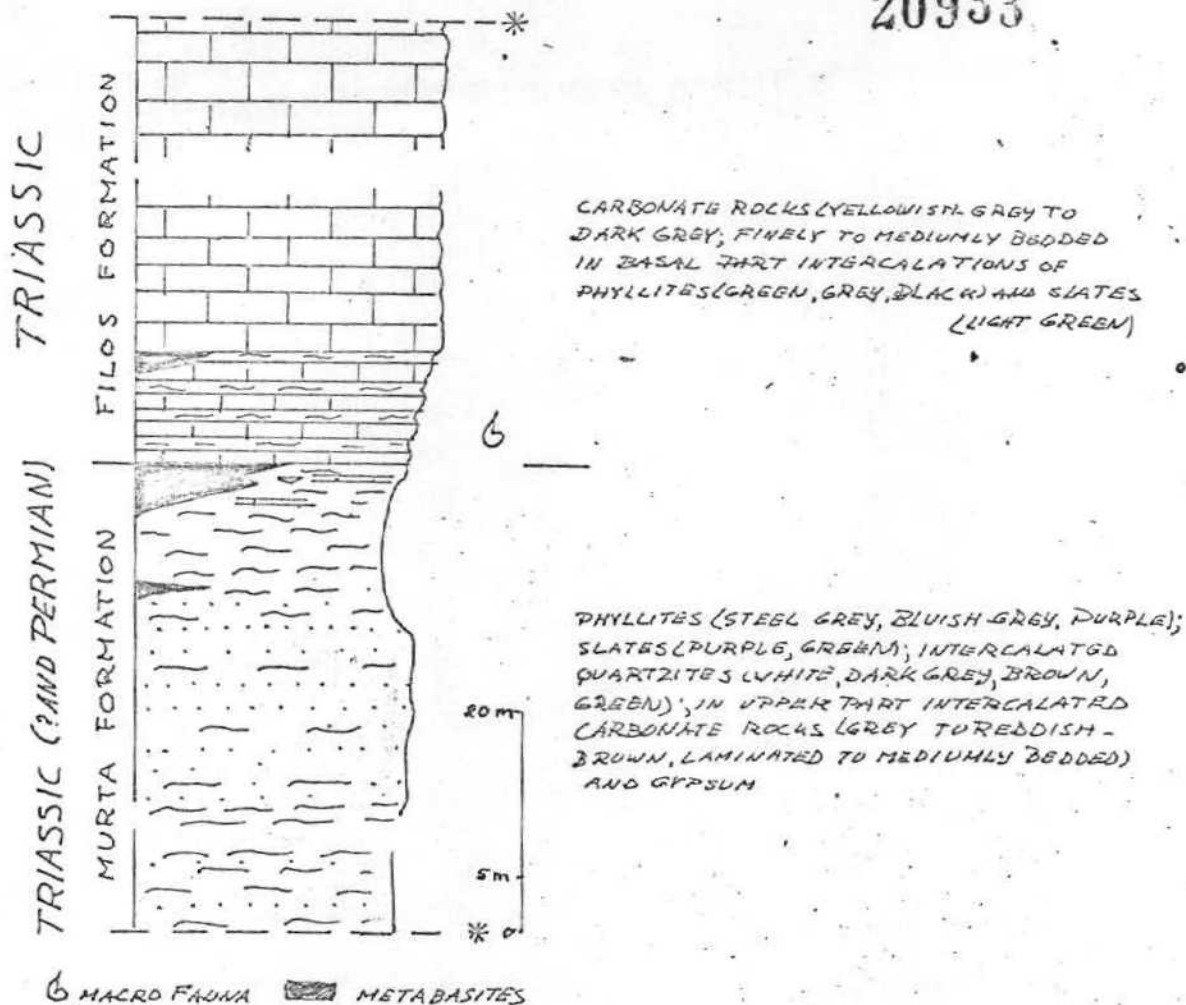 20953
TRIASSIC
FILOS FORMATION
CARBONATE ROCKS (YELLOWISH-GREY TO
DARK GREY; FINELY TO MEDIUMLY BEDDED
IN BASAL PART INTERCALATIONS OF
PHYLLITES (GREEN, GREY, BLACK) AND SLATES
(LIGHT GREEN)
TRIASSIC (?AND PERMIAN)
MURTA FORMATION
PHYLLITES (STEEL GREY, BLUISH-GREY, PURPLE);
SLATES (PURPLE, GREEN); INTERCALATED
QUARTZITES (WHITE, DARK GREY, BROWN,
GREEN); IN UPPER PART INTERCALATED
CARBONATE ROCKS (GREY TO REDDISH-
BROWN, LAMINATED TO MEDIUMLY BEDDED)
AND GYPSUM
20 m
5 m
0
MACRO FAUNA
METABASITES